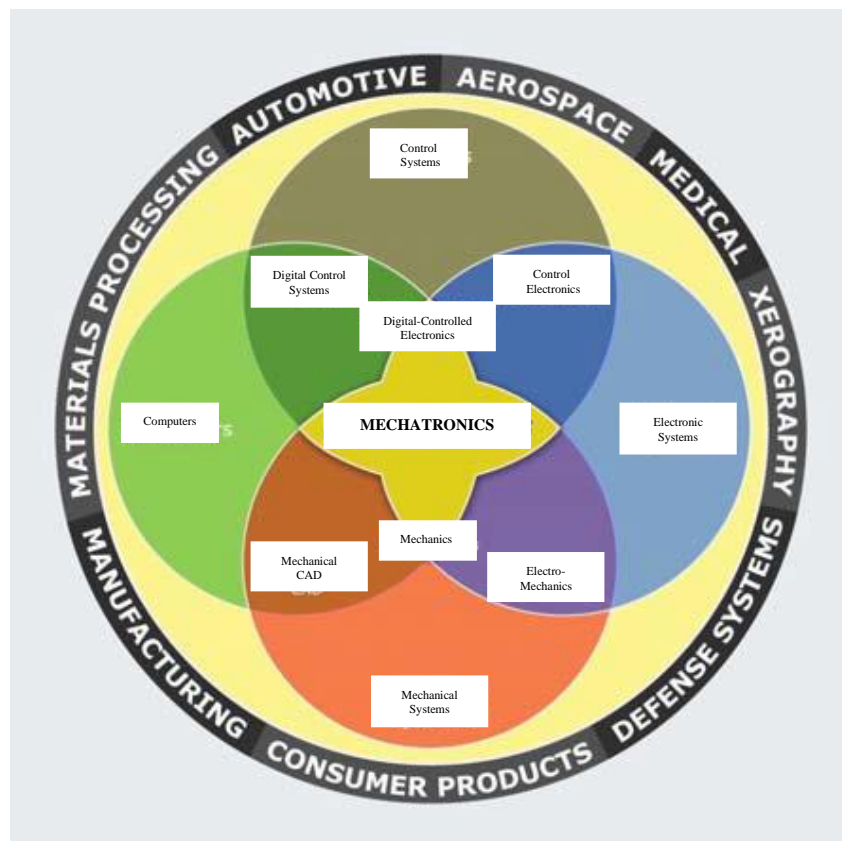 AUTOMOTIVE
AEROSPACE
MEDICAL
XEROGRAPHY
DEFENSE SYSTEMS
CONSUMER PRODUCTS
MANUFACTURING
MATERIALS PROCESSING
Control
Systems
Digital Control
Systems
Control
Electronics
Digital-Controlled
Electronics
Computers
MECHATRONICS
Electronic
Systems
Mechanics
Mechanical
CAD
Electro-
Mechanics
Mechanical
Systems